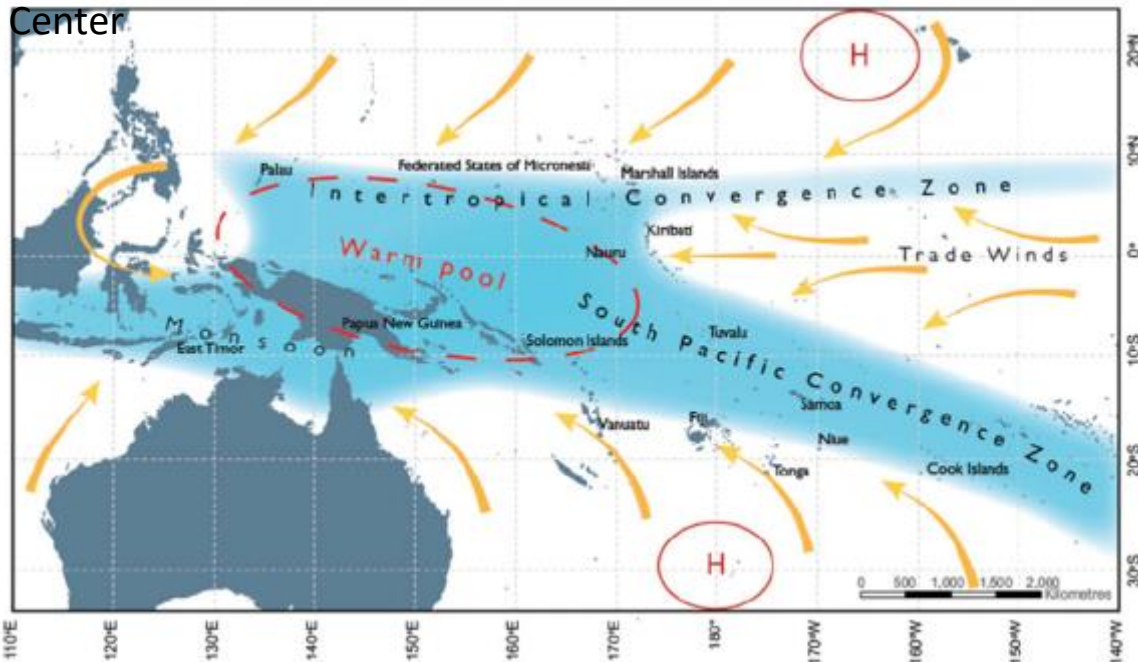 Center
H
20°N
10°N
Palau
Federated States of Micronesia
Marshall Islands
Intertropical Convergence Zone
Kiribati
Warm pool
Nauru
Trade Winds
0°
Monsoon
Papua New Guinea
East Timor
Solomon Islands
South Pacific Convergence Zone
Tuvalu
10°S
Samoa
Vanuatu
Fiji
Niue
Tonga
Cook Islands
20°S
H
30°S
0 500 1,000 1,500 2,000
Kilometres
110°E 120°E 130°E 140°E 150°E 160°E 170°E 180° 170°W 160°W 150°W 140°W